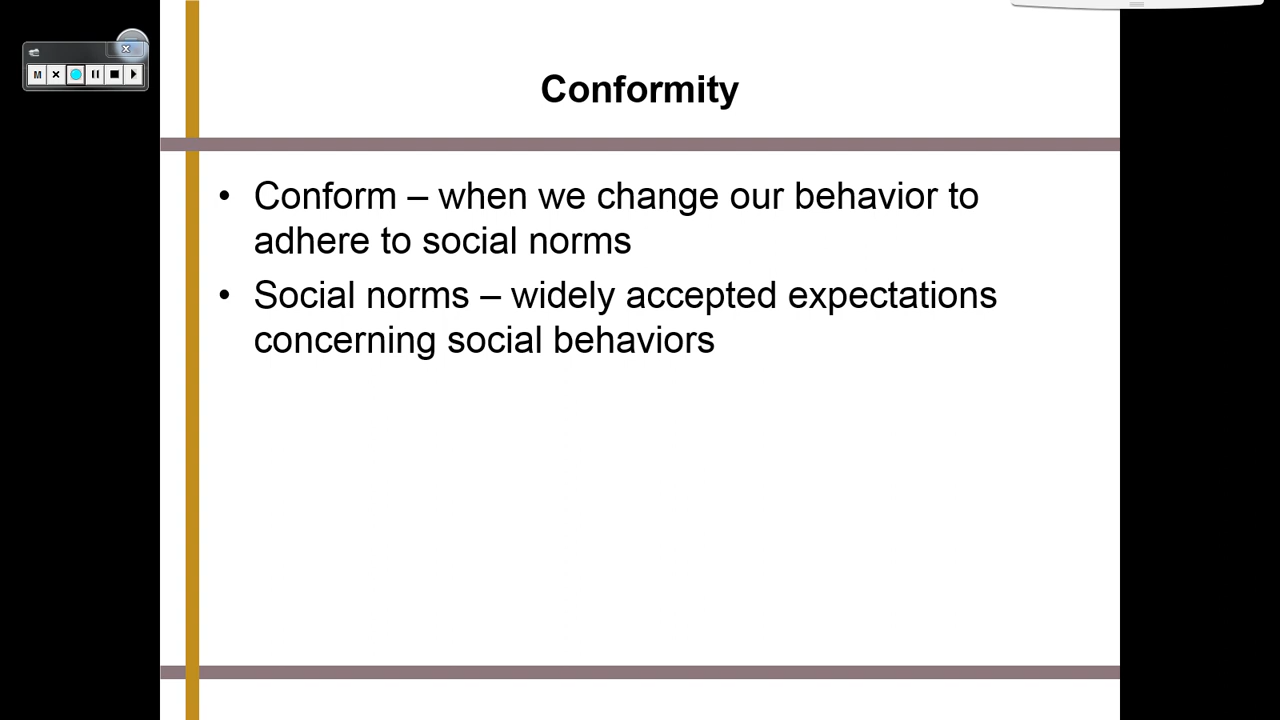 Conformity
• Conform – when we change our behavior to
adhere to social norms
• Social norms – widely accepted expectations
concerning social behaviors
M